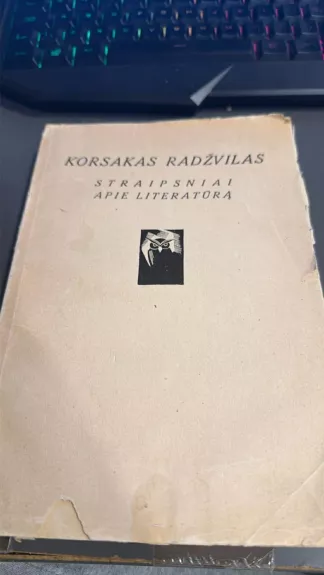 KORSAKAS RADŽVILAS
STRAIPSNIAI
APIE LITERATŪRĄ